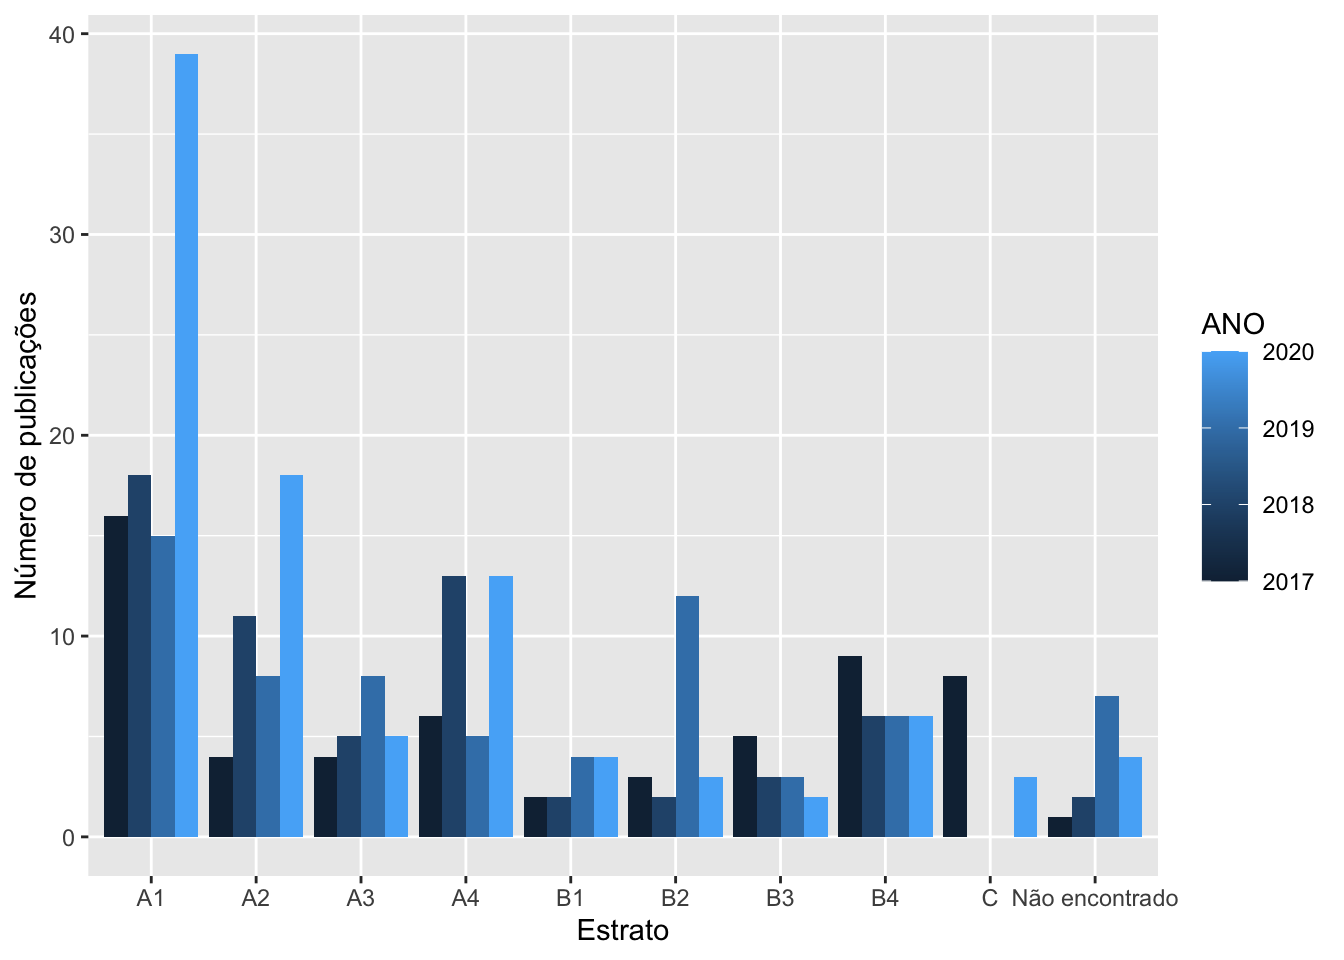 Número de publicações
40
30
20
10
0
A1 A2 A3 A4 B1 B2 B3 B4 C Não encontrado
Estrato
ANO
2020
2019
2018
2017